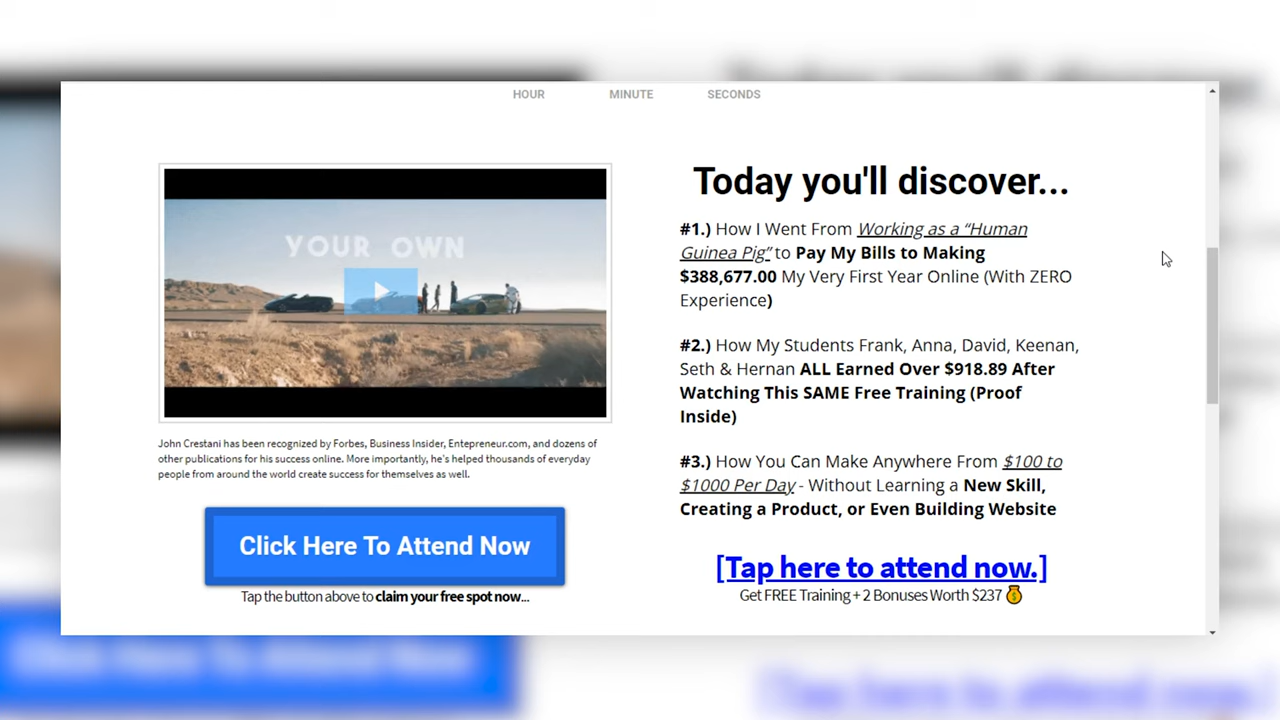 HOUR MINUTE SECONDS
YOUR OWN
John Crestani has been recognized by Forbes, Business Insider, Entepreneur.com, and dozens of
other publications for his success online. More importantly, he's helped thousands of everyday
people from around the world create success for themselves as well.
Click Here To Attend Now
Tap the button above to claim your free spot now...
Today you'll discover...
#1.) How I Went From Working as a “Human
Guinea Pig” to Pay My Bills to Making
$388,677.00 My Very First Year Online (With ZERO
Experience)
#2.) How My Students Frank, Anna, David, Keenan,
Seth & Hernan ALL Earned Over $918.89 After
Watching This SAME Free Training (Proof
Inside)
#3.) How You Can Make Anywhere From $100 to
$1000 Per Day - Without Learning a New Skill,
Creating a Product, or Even Building Website
[Tap here to attend now.]
Get FREE Training + 2 Bonuses Worth $237 💰